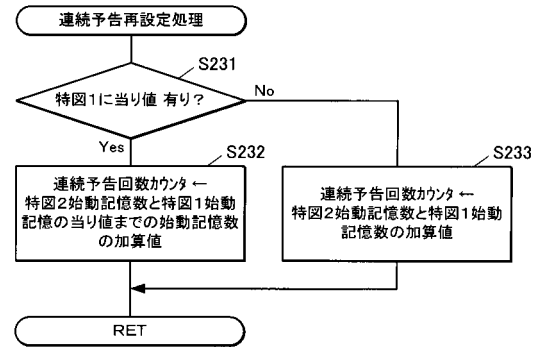 連続予告再設定処理
S231
特図1に当り値 有り?
No
Yes
S232
連続予告回数カウンタ ←
特図2始動記憶数と特図1始動
記憶の当り値までの始動記憶数
の加算値
S233
連続予告回数カウンタ ←
特図2始動記憶数と特図1始動
記憶数の加算値
RET